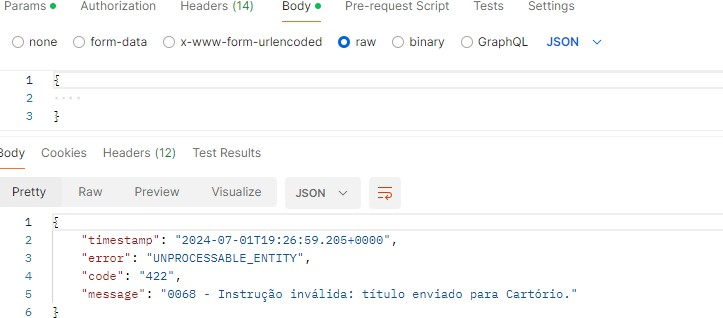 Params Authorization Headers (14) Body Pre-request Script Tests Settings
none form-data x-www-form-urlencoded raw binary GraphQL JSON
1 {
2 ····
3 }
Body Cookies Headers (12) Test Results
Pretty Raw Preview Visualize JSON
1 {
2 "timestamp": "2024-07-01T19:26:59.205+0000",
3 "error": "UNPROCESSABLE_ENTITY",
4 "code": "422",
5 "message": "0068 - Instrução inválida: título enviado para Cartório."
6 }